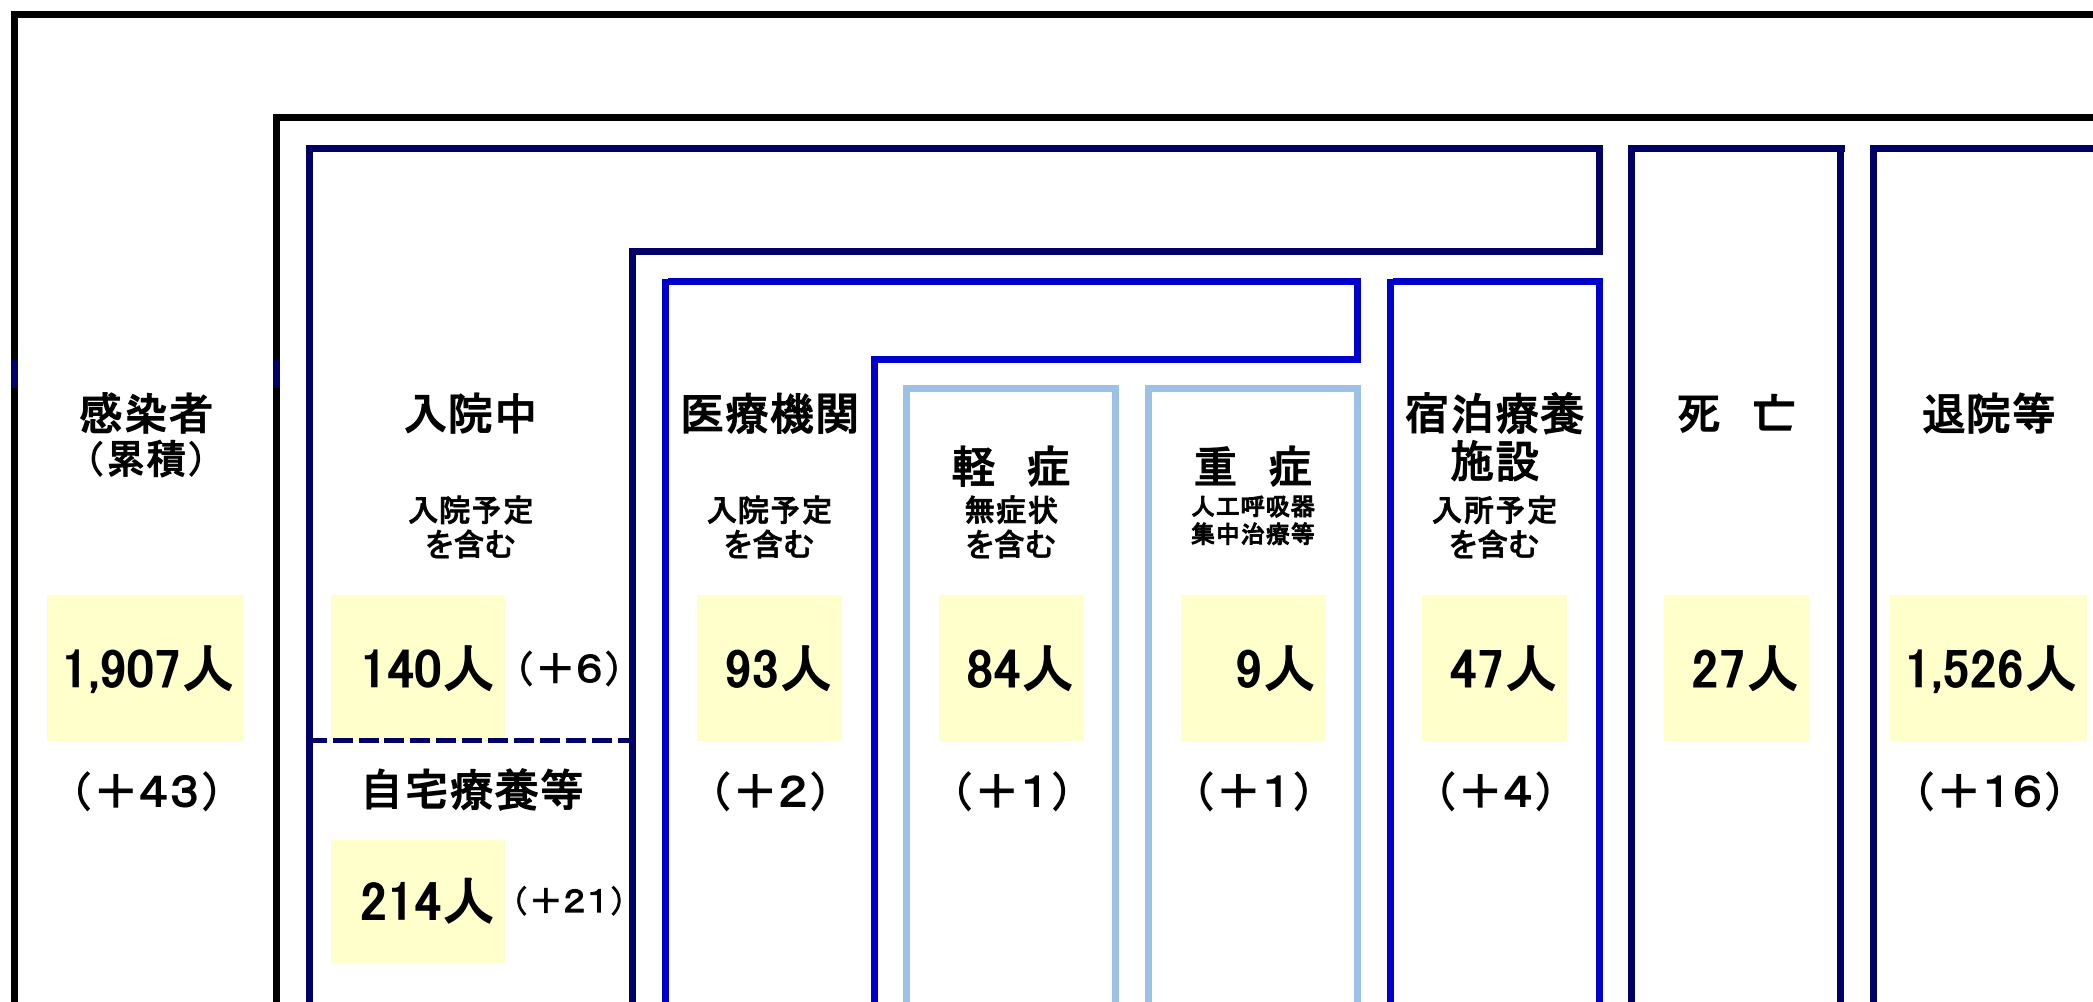 感染者
（累積）
1,907人
（＋43）
入院中
入院予定
を含む
140人（＋6）
自宅療養等
214人（＋21）
医療機関
入院予定
を含む
93人
（＋2）
軽 症
無症状
を含む
84人
（＋1）
重 症
人工呼吸器
集中治療等
9人
（＋1）
宿泊療養
施設
入所予定
を含む
47人
（＋4）
死 亡
27人
退院等
1,526人
（＋16）